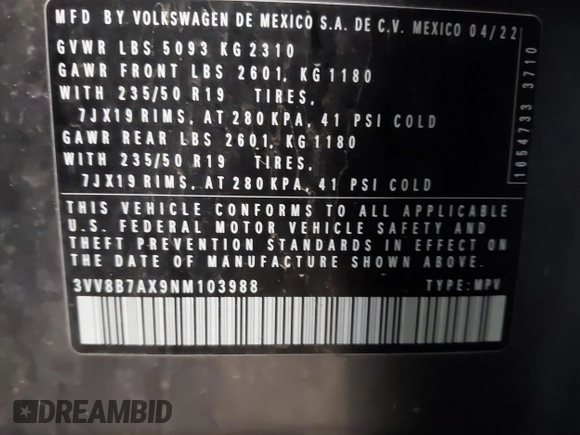 MFD BY VOLKSWAGEN DE MEXICO S.A. DE C.V. MEXICO 04/22
GVWR LBS 5093 KG 2310
GAWR FRONT LBS 2601, KG 1180
WITH 235/50 R19 TIRES,
7JX19 RIMS, AT 280 KPA, 41 PSI COLD
GAWR REAR LBS 2601, KG 1180
WITH 235/50 R19 TIRES,
7JX19 RIMS, AT 280 KPA, 41 PSI COLD
THIS VEHICLE CONFORMS TO ALL APPLICABLE
U.S. FEDERAL MOTOR VEHICLE SAFETY AND
THEFT PREVENTION STANDARDS IN EFFECT ON
THE DATE OF MANUFACTURE SHOWN ABOVE.
3VV8B7AX9NM103988 TYPE: MPV
1654733 3710
DREAMBID